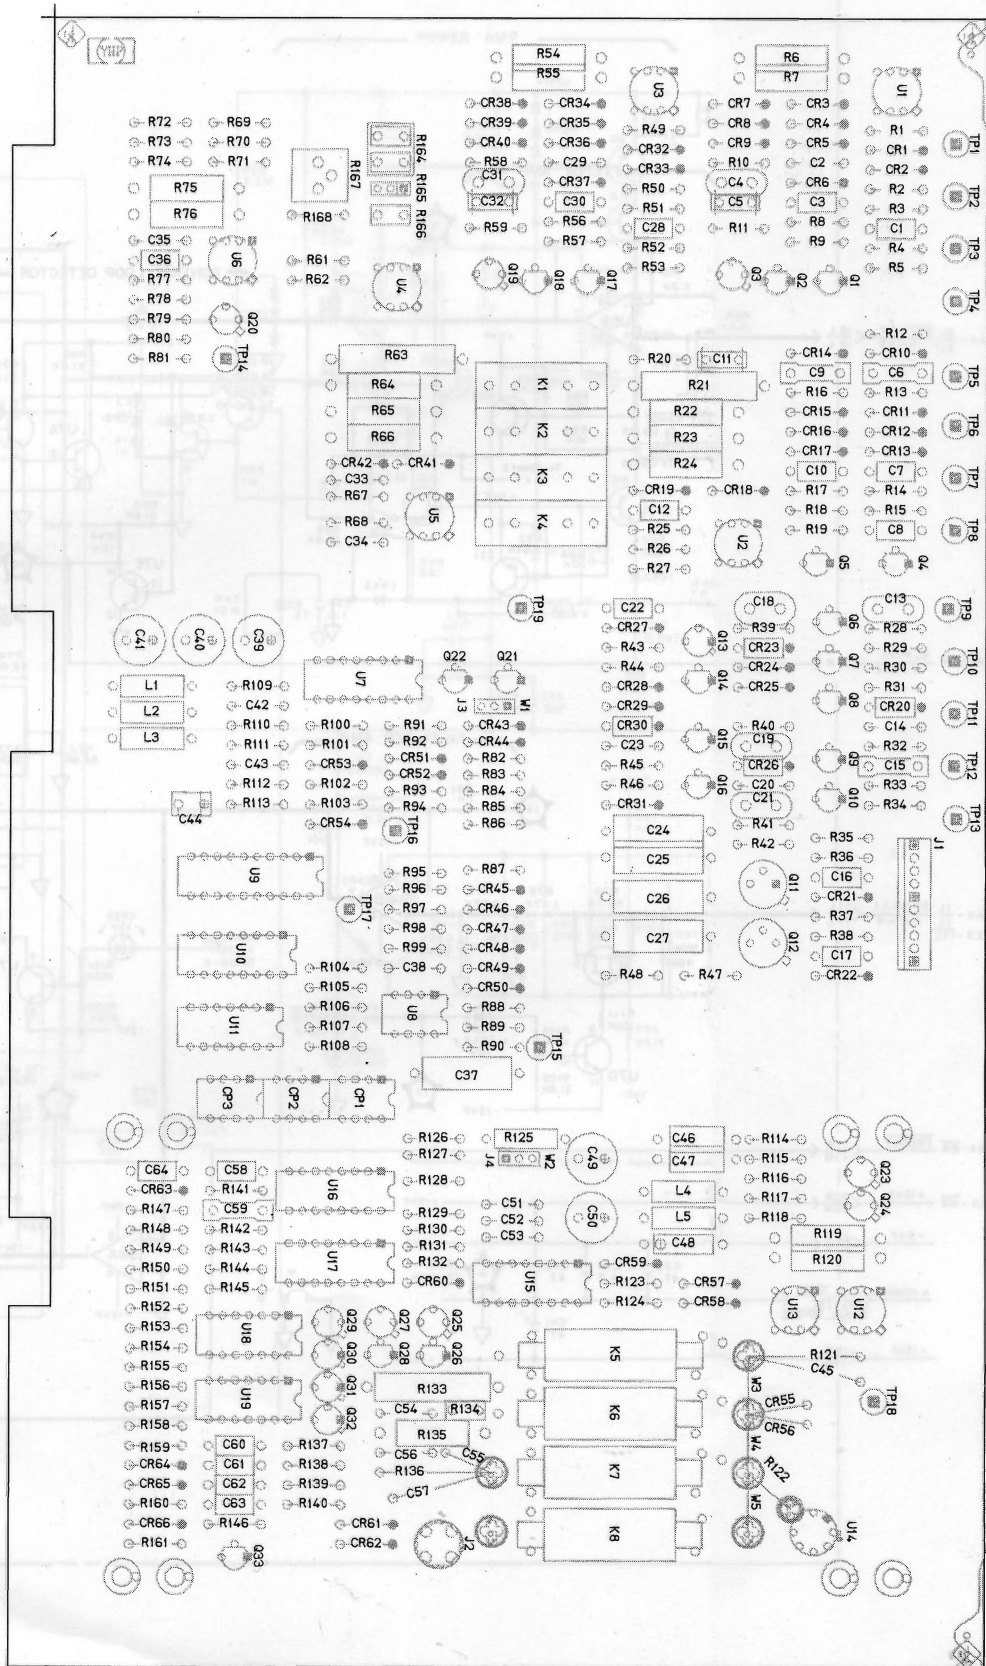 YHP
R54
R6
R55
R7
U3
U1
CR38 CR34 CR7 CR3
R72 R69 CR39 CR35 R49 CR8 CR4 R1
R73 R70 R164 CR40 CR36 CR32 CR9 CR5 CR1 TP1
R74 R71 R167 R58 C29 CR33 R10 C2 CR2
R75 R165 C31 CR37 R50 C4 CR6 R2
R76 R168 R166 C32 C30 R51 C5 C3 R3 TP2
R59 R56 C28 R11 R8 C1
C35 R57 R52 R9 R4 TP3
C36 U6 R61 R53 R5
R77 R62 U4 Q19 Q18 Q17 Q3 Q2 Q1
R78 TP4
R79 Q20
R80 R12
R81 TP14 R63 R20 C11 CR14 CR10
R64 K1 R21 C9 C6 TP5
R16 R13
R65 R22 CR15 CR11
R66 K2 R23 CR16 CR12 TP6
CR17 CR13
CR42 CR41 R24 C10 C7
C33 K3 CR19 CR18 R17 R14 TP7
R67 U5 C12 R18 R15
R68 K4 R25 U2 R19 C8 TP8
C34 R26
R27 Q5 Q4
TP19 C22 C18 C13 TP9
C41 C40 C39 CR27 R39 Q6 R28
R43 Q13 CR23 R29
U7 Q22 Q21 R44 CR24 Q7 R30 TP10
L1 R109 CR28 Q14 CR25 R31
C42 J3 W1 CR29 Q8 CR20
L2 R110 R100 R91 CR43 CR30 R40 C14 TP11
L3 R111 R101 R92 CR44 C23 Q15 C19 R32
C43 CR53 CR51 R82 R45 CR26 Q9 C15 TP12
R112 R102 CR52 R83 R46 Q16 C20 R33
R93 R84
C44 R113 R103 R94 R85 CR31 C21 Q10 R34
CR54 TP16 R86 C24 R41 TP13
R42 R35 J1
U9 R95 R87 C25 R36
R96 CR45 Q11 C16
TP17 R97 CR46 C26 CR21
R98 CR47 R37
U10 R99 CR48 C27 Q12 R38
R104 C38 CR49 R48 R47 C17
R105 CR50 CR22
U11 R106 U8 R88
R107 R89
R108 R90 TP15
C37
CP3 CP2 CP1
R126 R125 C46 R114
R127 J4 W2 C49 C47 R115
C64 C58 U16 R128 R116 Q23
CR63 R141 L4 R117
R147 C59 R129 C51 C50 L5 R118 Q24
R148 R142 R130 C52
R149 R143 U17 R131 C53 C48 R119
R150 R144 R132 CR59 R120
R151 R145 CR60 U15 R123 CR57
R152 R124 CR58 U13 U12
R153 U18 Q29 Q27 Q25
R154 Q30 Q28 Q26 K5 R121
R155 C45
R156 Q31 R133 W3
R157 U19 C54 R134 K6 CR55 TP18
R158 Q32 R135 CR56
R159 C60 R137 C56 C55 W4
CR64 C61 R138 R136 K7 R122
CR65 C62 R139 C57
R160 C63 R140 W5
CR66 R146 CR61 K8 U14
R161 Q33 CR62 J2